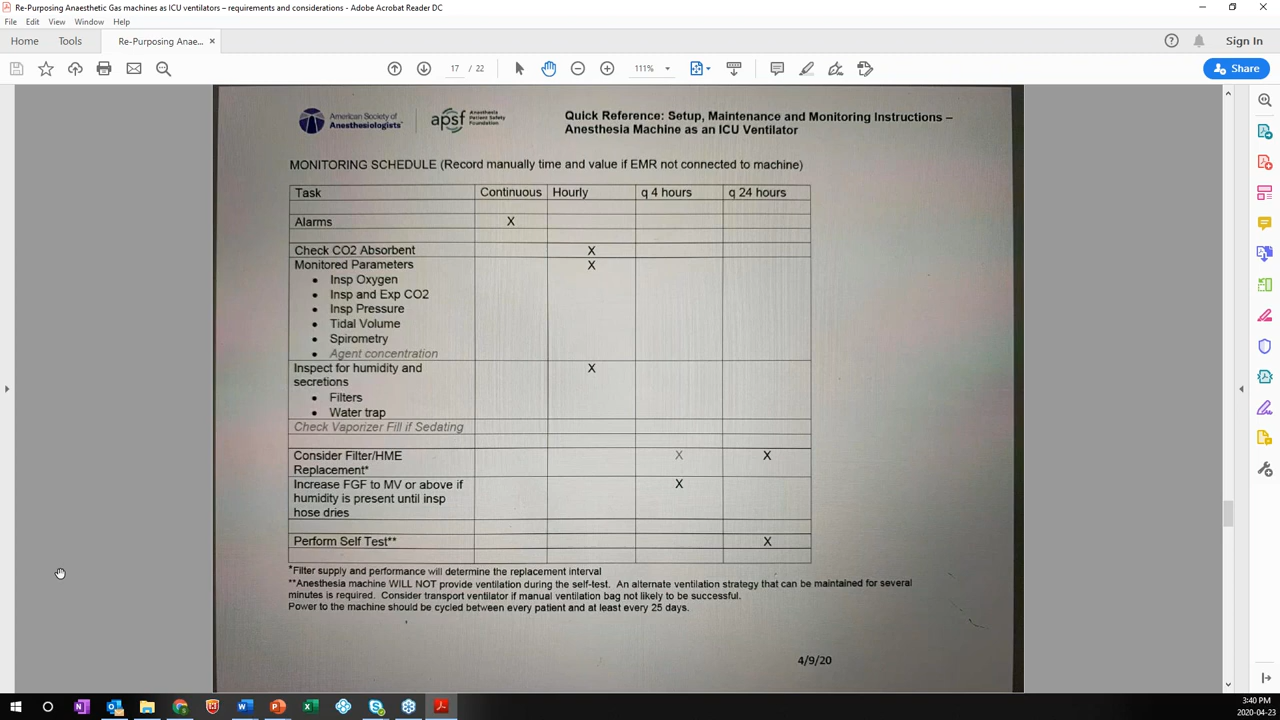 Re-Purposing Anaesthetic Gas machines as ICU ventilators – requirements and considerations - Adobe Acrobat Reader DC
File Edit View Window Help
Home Tools Re-Purposing Anae... × Sign In
17 / 22 111% Share
American Society of
Anesthesiologists
apsf
Anesthesia
Patient Safety
Foundation
Quick Reference: Setup, Maintenance and Monitoring Instructions –
Anesthesia Machine as an ICU Ventilator
MONITORING SCHEDULE (Record manually time and value if EMR not connected to machine)
Task Continuous Hourly q 4 hours q 24 hours
Alarms X
Check CO2 Absorbent X
Monitored Parameters X
• Insp Oxygen
• Insp and Exp CO2
• Insp Pressure
• Tidal Volume
• Spirometry
• Agent concentration
Inspect for humidity and X
secretions
• Filters
• Water trap
Check Vaporizer Fill if Sedating
Consider Filter/HME X X
Replacement*
Increase FGF to MV or above if X
humidity is present until insp
hose dries
Perform Self Test** X
*Filter supply and performance will determine the replacement interval
**Anesthesia machine WILL NOT provide ventilation during the self-test. An alternate ventilation strategy that can be maintained for several
minutes is required. Consider transport ventilator if manual ventilation bag not likely to be successful.
Power to the machine should be cycled between every patient and at least every 25 days.
4/9/20
3:40 PM
2020-04-23